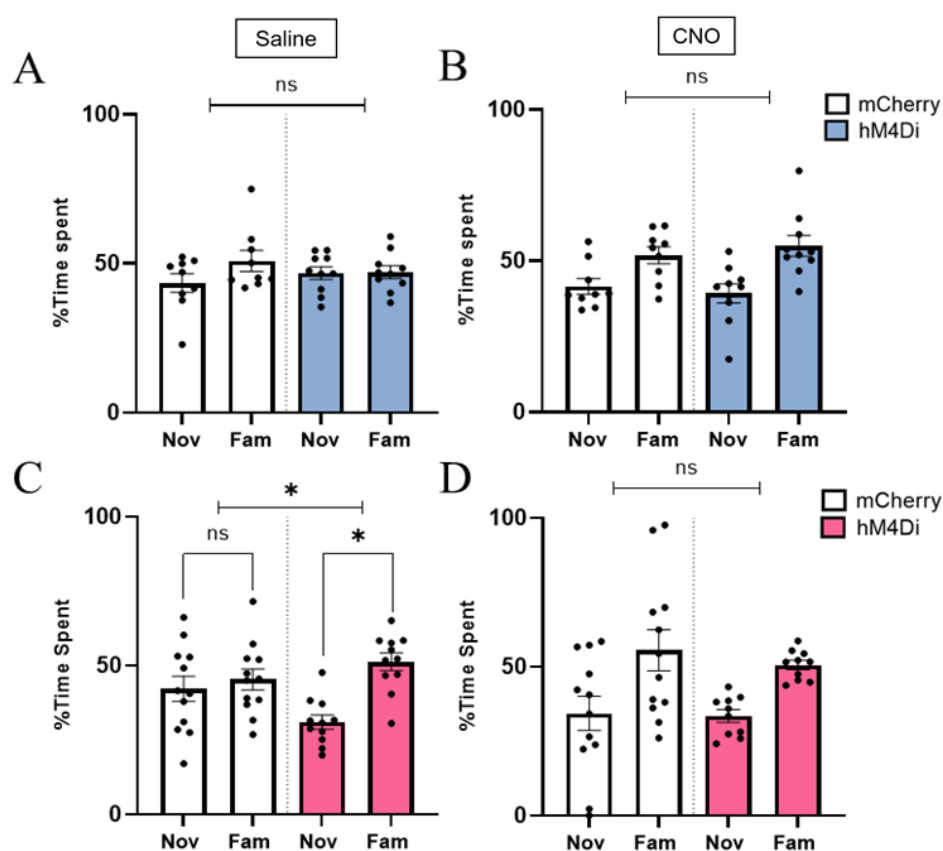 Saline
CNO
A
B
ns
ns
mCherry
hM4Di
100
50
0
%Time spent
Nov Fam Nov Fam
100
50
0
%Time spent
Nov Fam Nov Fam
C
D
*
ns
*
ns
mCherry
hM4Di
100
50
0
%Time Spent
Nov Fam Nov Fam
100
50
0
%Time Spent
Nov Fam Nov Fam